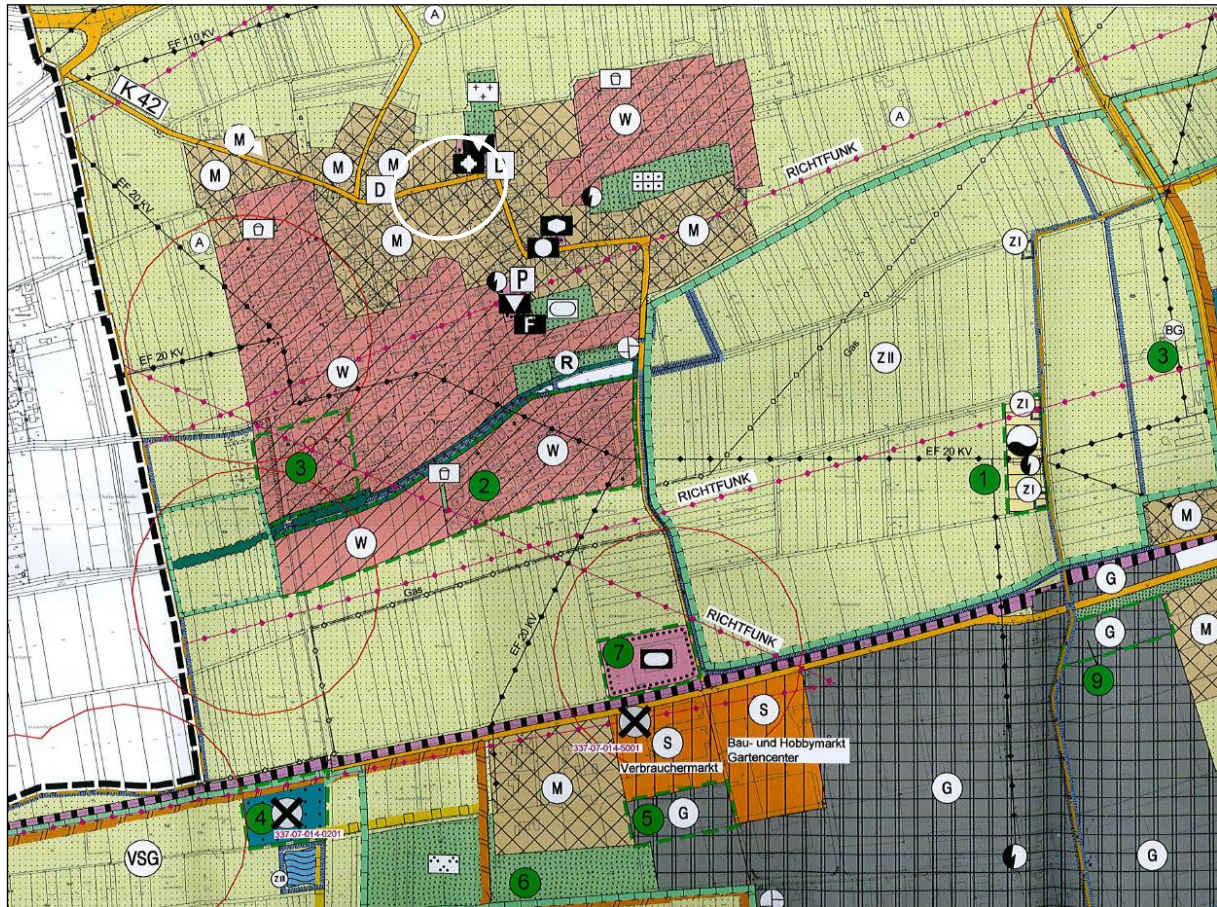 A
EF 110 KV
K 42
W
A
M
M
M
L
RICHTFUNK
D
EF 20 KV
M
M
A
ZI
P
F
BG
3
EF 20 KV
R
ZII
Gas
W
ZI
3
2
W
EF 20 KV
1
RICHTFUNK
ZI
M
W
Gas
G
EF 20 KV
RICHTFUNK
G
M
7
9
S
337-07-014-5001
S
Bau- und Hobbymarkt
Gartencenter
Verbrauchermarkt
M
G
4
5
G
337-07-014-0201
VSG
ZIII
G
6